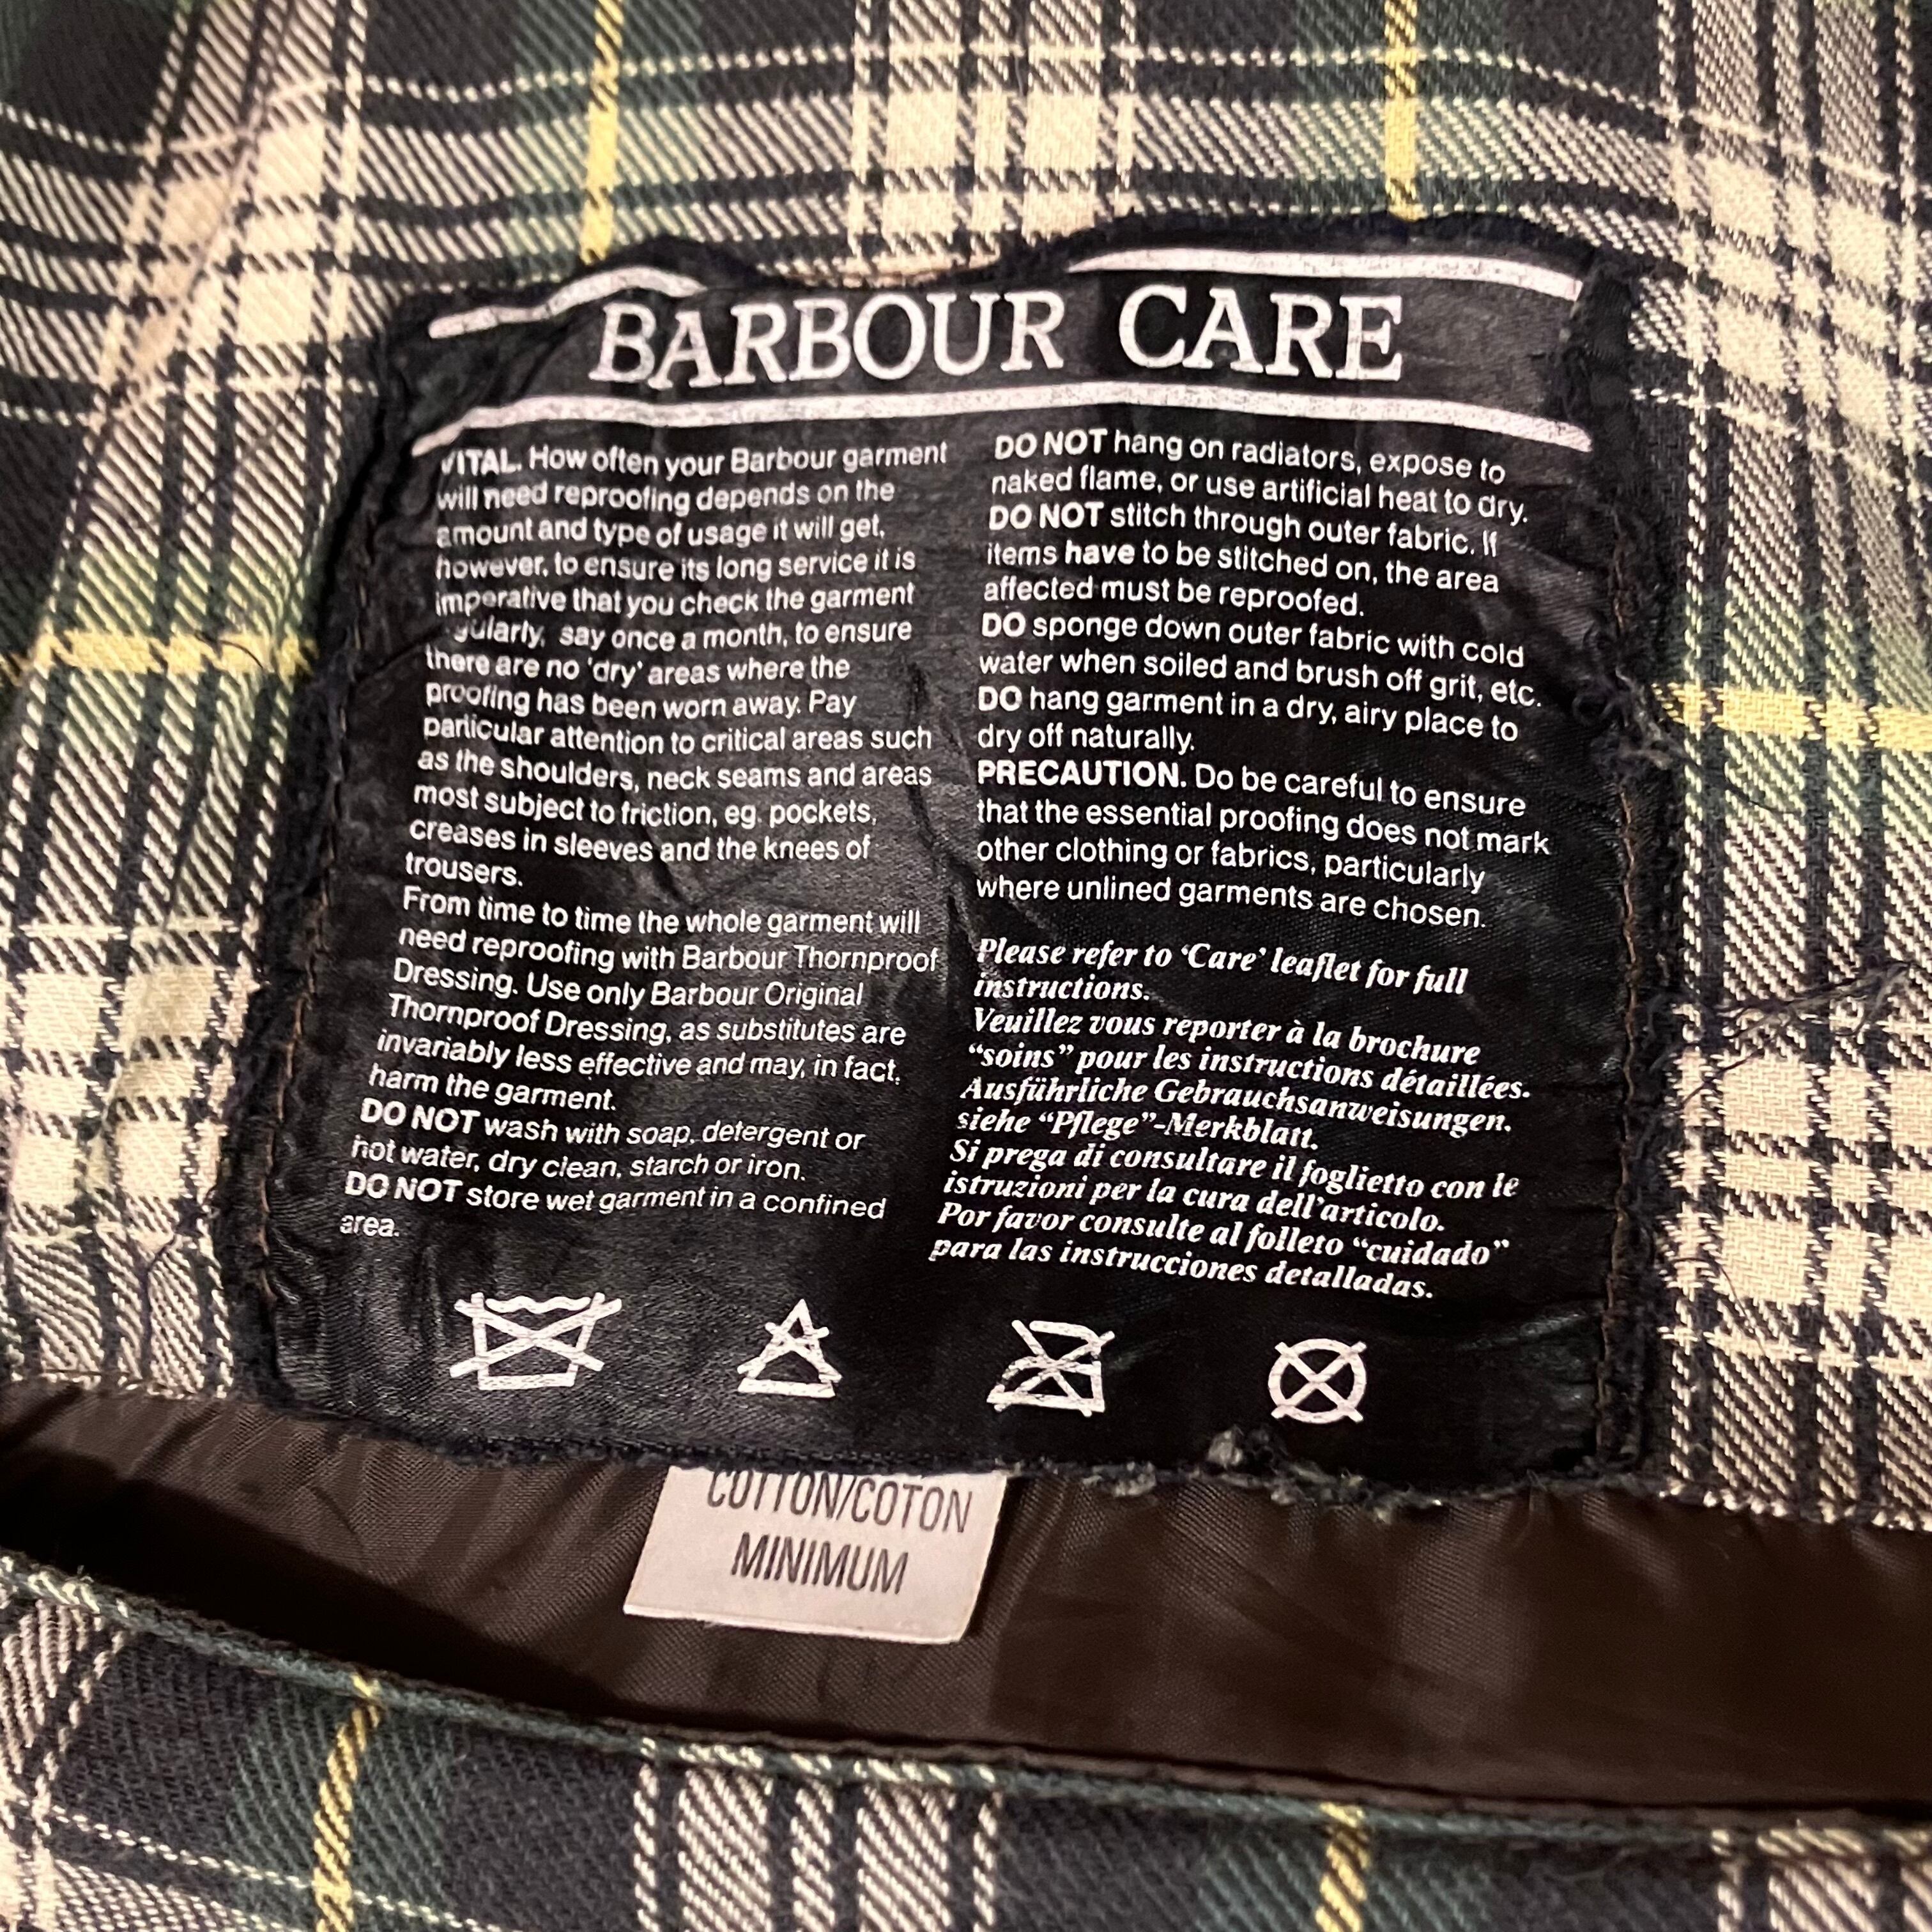 BARBOUR CARE
VITAL. How often your Barbour garment
will need reproofing depends on the
amount and type of usage it will get,
however, to ensure its long service it is
imperative that you check the garment
gularly, say once a month, to ensure
there are no 'dry' areas where the
proofing has been worn away. Pay
particular attention to critical areas such
as the shoulders, neck seams and areas
most subject to friction, eg. pockets,
creases in sleeves and the knees of
trousers.
From time to time the whole garment will
need reproofing with Barbour Thornproof
Dressing. Use only Barbour Original
Thornproof Dressing, as substitutes are
invariably less effective and may, in fact,
harm the garment.
DO NOT wash with soap, detergent or
hot water, dry clean, starch or iron.
DO NOT store wet garment in a confined
area.
DO NOT hang on radiators, expose to
naked flame, or use artificial heat to dry.
DO NOT stitch through outer fabric. If
items have to be stitched on, the area
affected must be reproofed.
DO sponge down outer fabric with cold
water when soiled and brush off grit, etc.
DO hang garment in a dry, airy place to
dry off naturally.
PRECAUTION. Do be careful to ensure
that the essential proofing does not mark
other clothing or fabrics, particularly
where unlined garments are chosen.
Please refer to ‘Care’ leaflet for full
instructions.
Veuillez vous reporter à la brochure
“soins” pour les instructions détaillées.
Ausführliche Gebrauchsanweisungen.
siehe “Pflege”-Merkblatt.
Si prega di consultare il foglietto con le
istruzioni per la cura dell'articolo.
Por favor consulte al folleto “cuidado”
para las instrucciones detalladas.
COTTON/COTON
MINIMUM